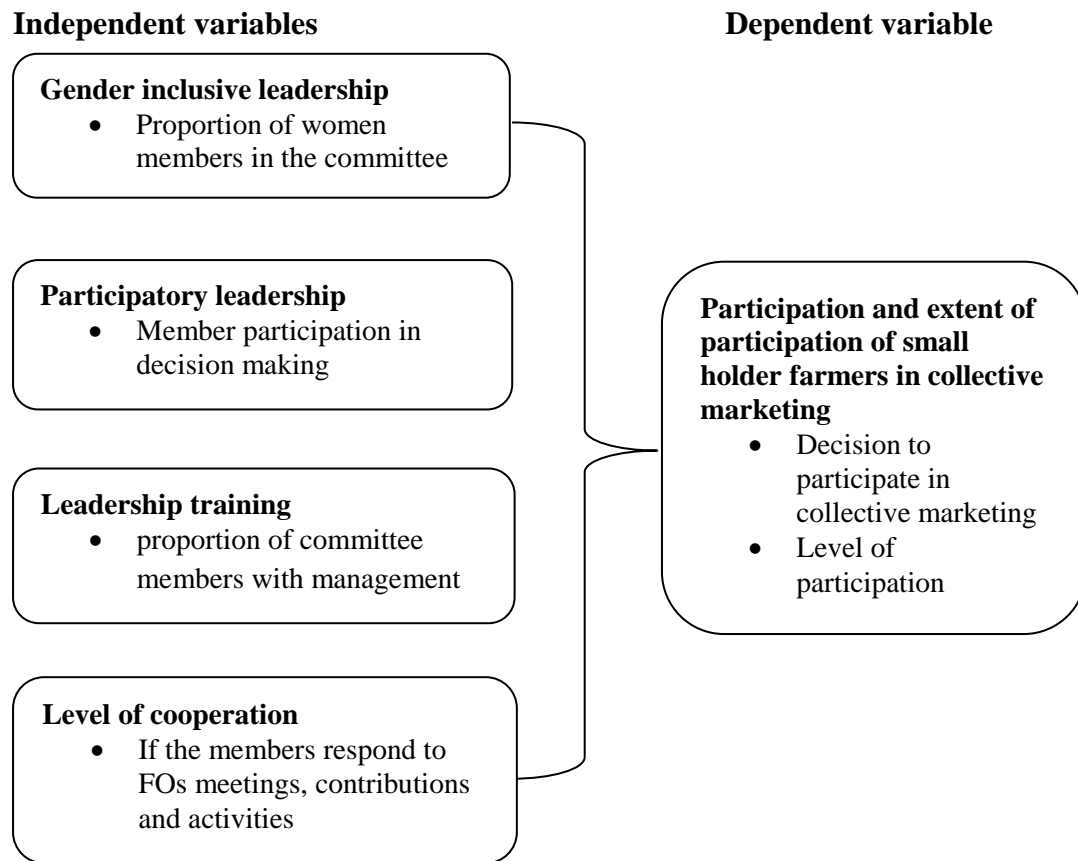 Independent variables
Dependent variable
Gender inclusive leadership
• Proportion of women
members in the committee
Participatory leadership
• Member participation in
decision making
Leadership training
• proportion of committee
members with management
Level of cooperation
• If the members respond to
FOs meetings, contributions
and activities
Participation and extent of
participation of small
holder farmers in collective
marketing
• Decision to
participate in
collective marketing
• Level of
participation